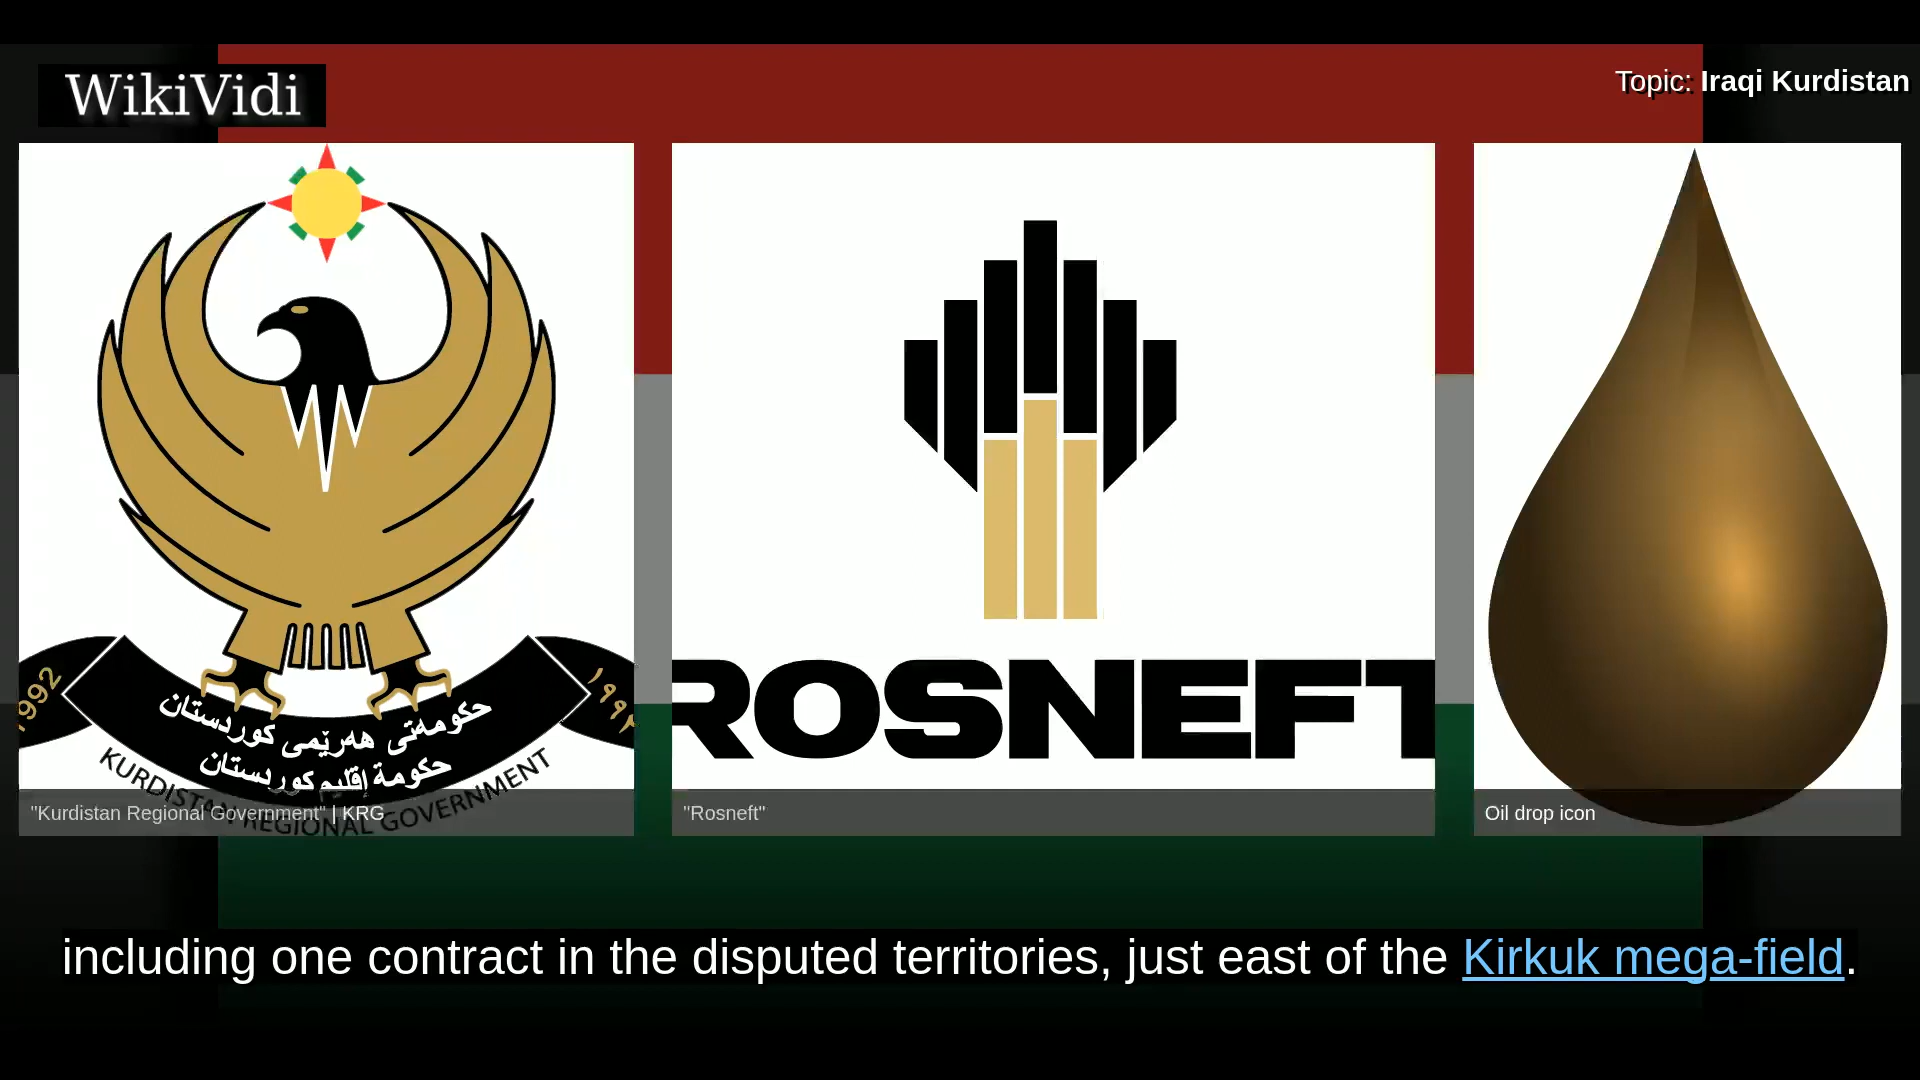 WikiVidi
Topic: Iraqi Kurdistan
1992
١٩٩٢
حکومەتی هەرێمی کوردستان
حكومة إقليم كوردستان
KURDISTAN REGIONAL GOVERNMENT
ROSNEFT
"Kurdistan Regional Government" | KRG
"Rosneft"
Oil drop icon
including one contract in the disputed territories, just east of the Kirkuk mega-field.